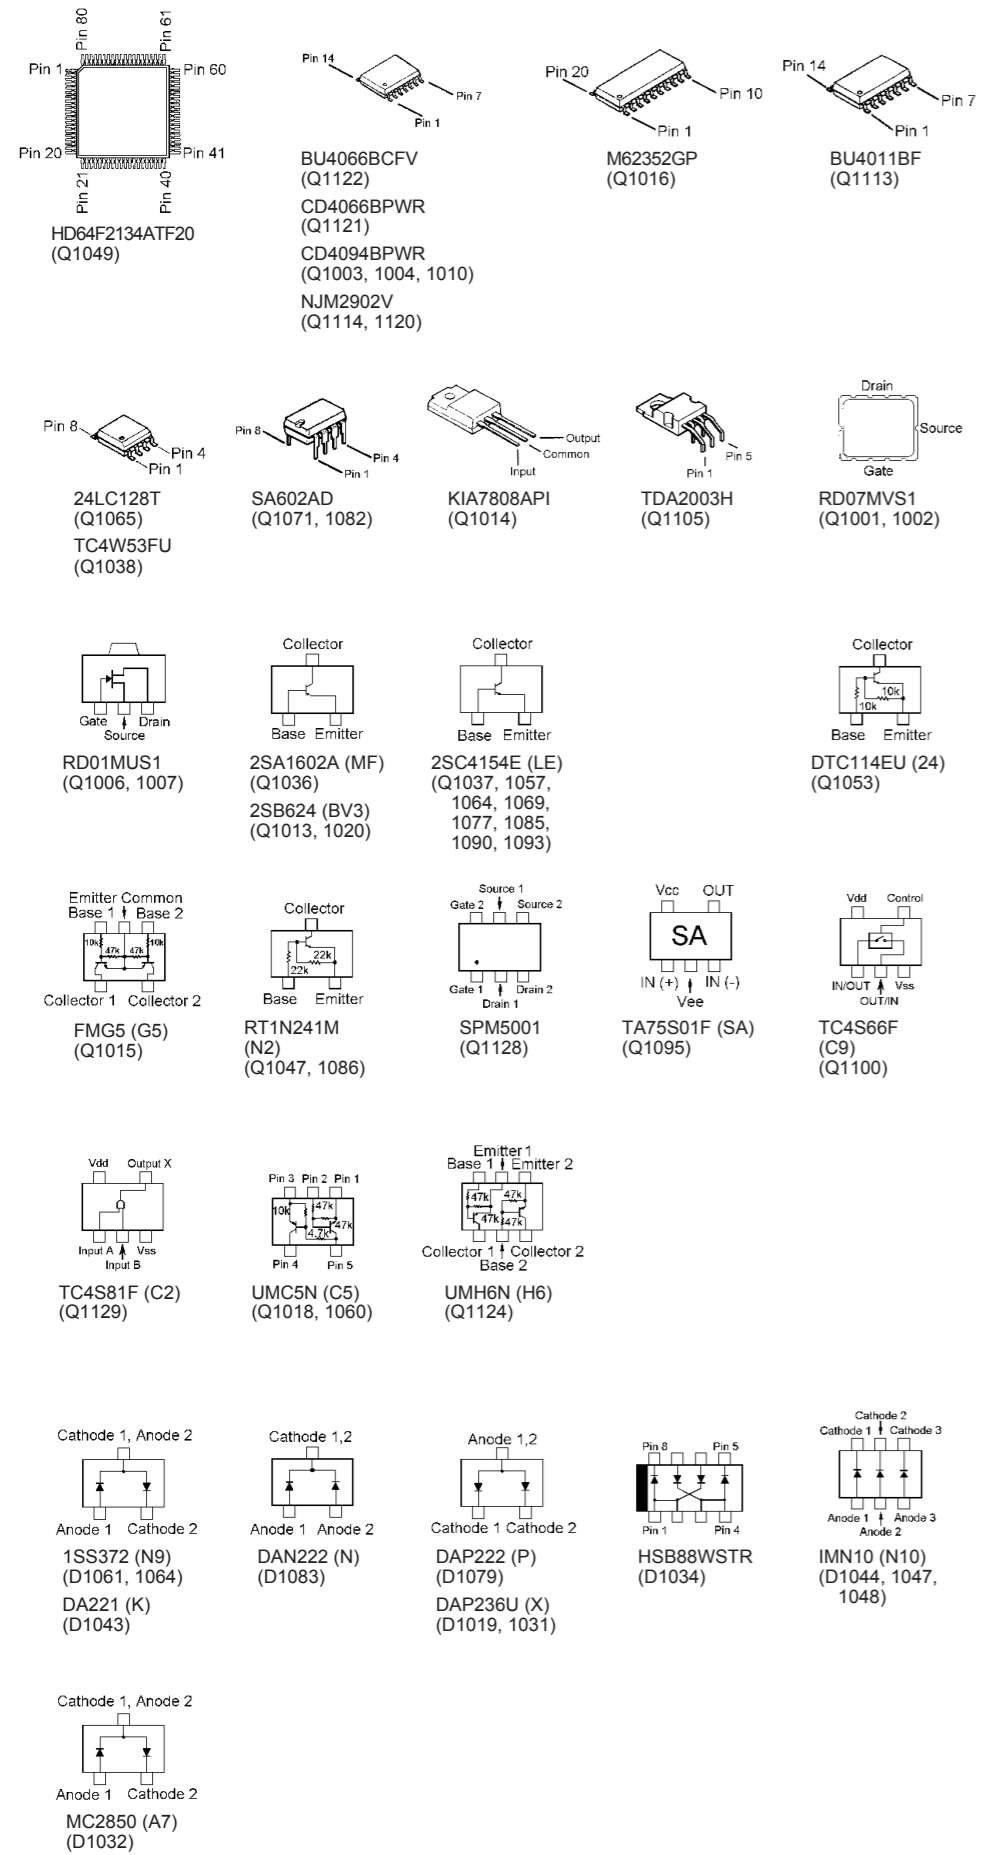 Pin 80
Pin 61
Pin 1
Pin 60
Pin 20
Pin 41
Pin 21
Pin 40
HD64F2134ATF20
(Q1049)
Pin 14
Pin 7
Pin 1
BU4066BCFV
(Q1122)
CD4066BPWR
(Q1121)
CD4094BPWR
(Q1003, 1004, 1010)
NJM2902V
(Q1114, 1120)
Pin 20
Pin 10
Pin 1
M62352GP
(Q1016)
Pin 14
Pin 7
Pin 1
BU4011BF
(Q1113)
Pin 8
Pin 4
Pin 1
24LC128T
(Q1065)
TC4W53FU
(Q1038)
Pin 8
Pin 4
Pin 1
SA602AD
(Q1071, 1082)
Output
Common
Input
KIA7808API
(Q1014)
Pin 5
Pin 1
TDA2003H
(Q1105)
Drain
Source
Gate
RD07MVS1
(Q1001, 1002)
Gate Drain
Source
RD01MUS1
(Q1006, 1007)
Collector
Base Emitter
2SA1602A (MF)
(Q1036)
2SB624 (BV3)
(Q1013, 1020)
Collector
Base Emitter
2SC4154E (LE)
(Q1037, 1057,
1064, 1069,
1077, 1085,
1090, 1093)
Collector
10k
10k
Base Emitter
DTC114EU (24)
(Q1053)
Emitter Common
Base 1 Base 2
10k 10k
47k 47k
Collector 1 Collector 2
FMG5 (G5)
(Q1015)
Collector
22k
22k
Base Emitter
RT1N241M
(N2)
(Q1047, 1086)
Source 1
Gate 2 Source 2
Gate 1 Drain 2
Drain 1
SPM5001
(Q1128)
Vcc OUT
SA
IN (+) IN (-)
Vee
TA75S01F (SA)
(Q1095)
Vdd Control
IN/OUT Vss
OUT/IN
TC4S66F
(C9)
(Q1100)
Vdd Output X
Input A Vss
Input B
TC4S81F (C2)
(Q1129)
Pin 3 Pin 2 Pin 1
10k 47k
47k
4.7k
Pin 4 Pin 5
UMC5N (C5)
(Q1018, 1060)
Emitter 1
Base 1 Emitter 2
47k 47k
47k 47k
Collector 1 Collector 2
Base 2
UMH6N (H6)
(Q1124)
Cathode 1, Anode 2
Anode 1 Cathode 2
1SS372 (N9)
(D1061, 1064)
DA221 (K)
(D1043)
Cathode 1,2
Anode 1 Anode 2
DAN222 (N)
(D1083)
Anode 1,2
Cathode 1 Cathode 2
DAP222 (P)
(D1079)
DAP236U (X)
(D1019, 1031)
Pin 8 Pin 5
Pin 1 Pin 4
HSB88WSTR
(D1034)
Cathode 2
Cathode 1 Cathode 3
Anode 1 Anode 3
Anode 2
IMN10 (N10)
(D1044, 1047,
1048)
Cathode 1, Anode 2
Anode 1 Cathode 2
MC2850 (A7)
(D1032)